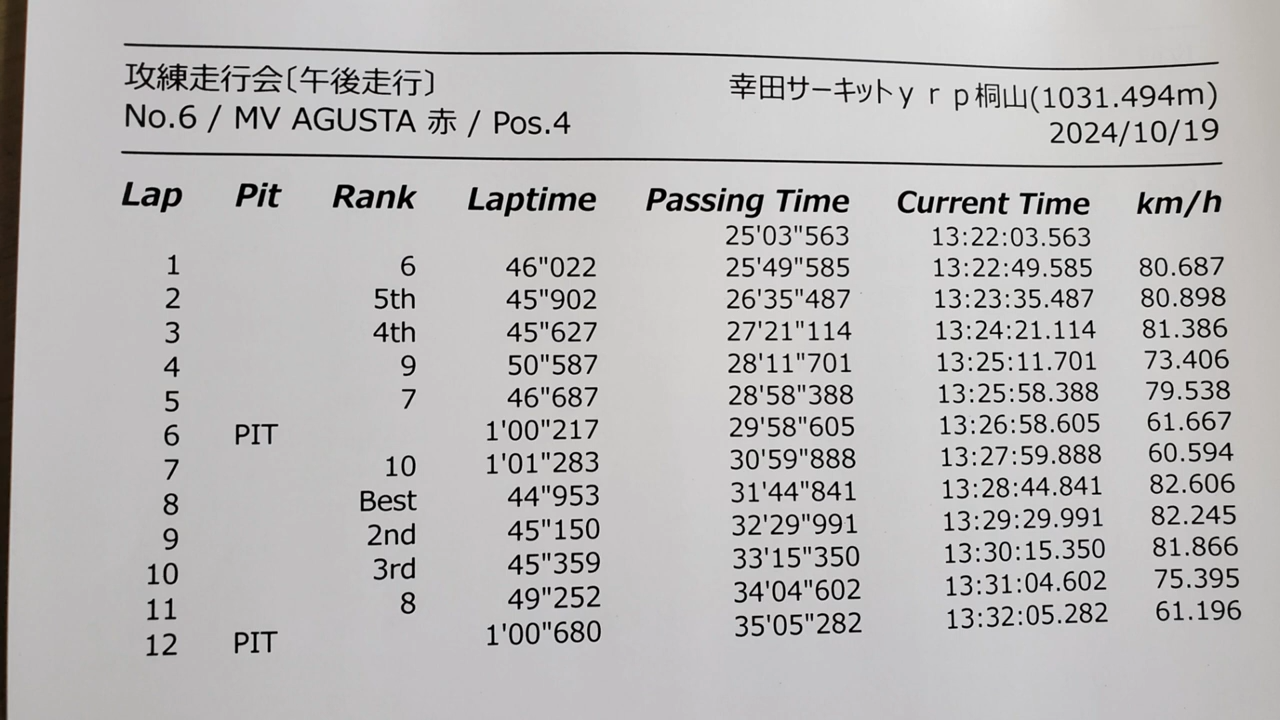 攻練走行会〔午後走行〕 幸田サーキットｙｒｐ桐山(1031.494m)
No.6 / MV AGUSTA 赤 / Pos.4 2024/10/19
Lap Pit Rank Laptime Passing Time Current Time km/h
25'03"563 13:22:03.563
1 6 46"022 25'49"585 13:22:49.585 80.687
2 5th 45"902 26'35"487 13:23:35.487 80.898
3 4th 45"627 27'21"114 13:24:21.114 81.386
4 9 50"587 28'11"701 13:25:11.701 73.406
5 7 46"687 28'58"388 13:25:58.388 79.538
6 PIT 1'00"217 29'58"605 13:26:58.605 61.667
7 10 1'01"283 30'59"888 13:27:59.888 60.594
8 Best 44"953 31'44"841 13:28:44.841 82.606
9 2nd 45"150 32'29"991 13:29:29.991 82.245
10 3rd 45"359 33'15"350 13:30:15.350 81.866
11 8 49"252 34'04"602 13:31:04.602 75.395
12 PIT 1'00"680 35'05"282 13:32:05.282 61.196